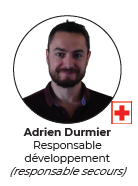 Adrien Durmier
Responsable
développement
(responsable secours)